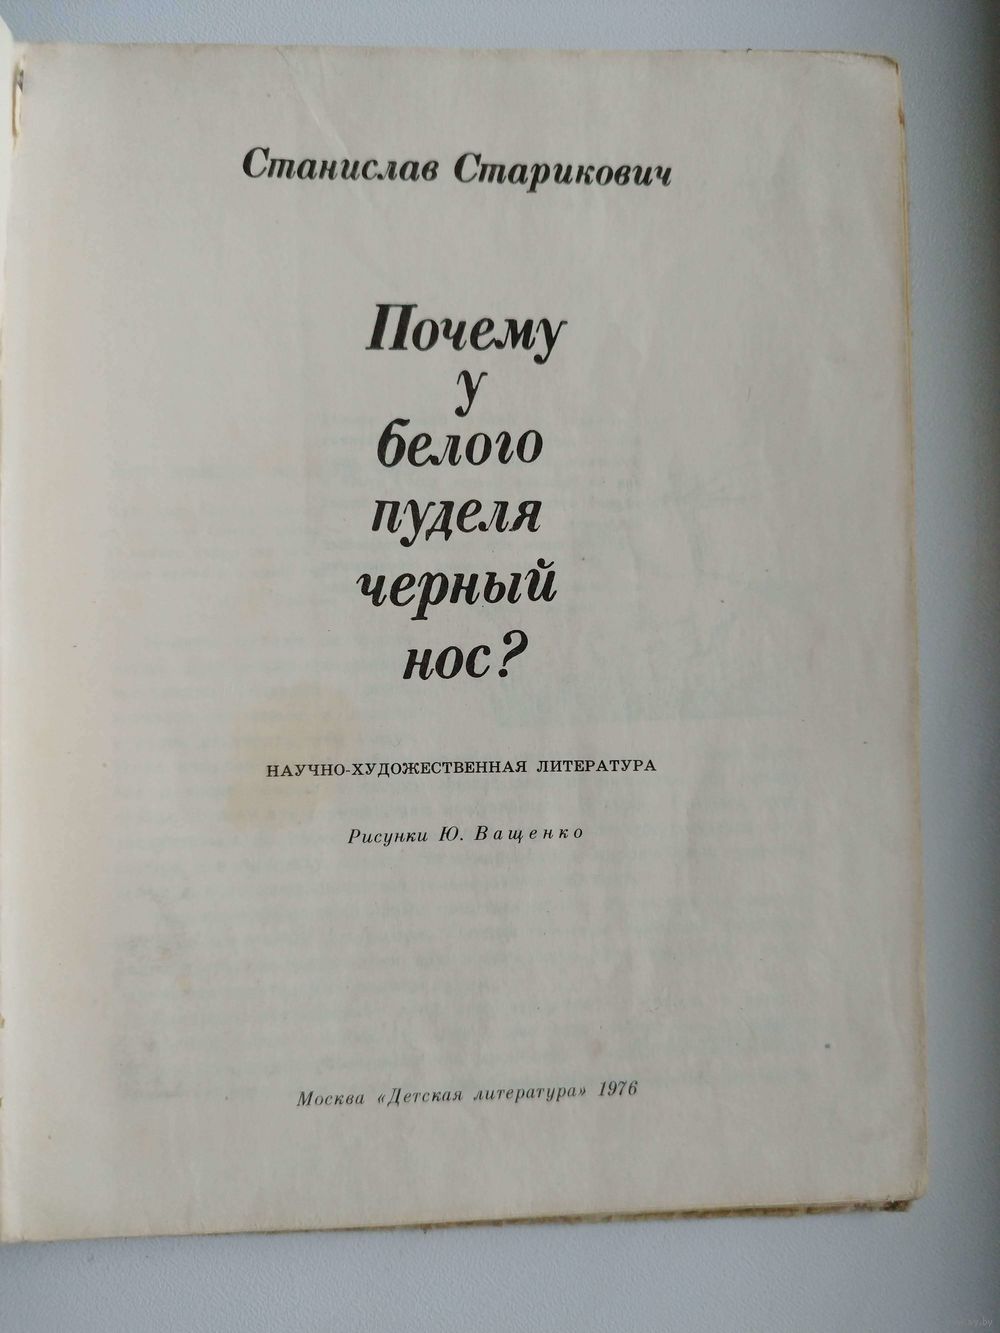 Станислав Старикович
Почему
у
белого
пуделя
черный
нос?
НАУЧНО-ХУДОЖЕСТВЕННАЯ ЛИТЕРАТУРА
Рисунки Ю. Ващенко
Москва «Детская литература» 1976